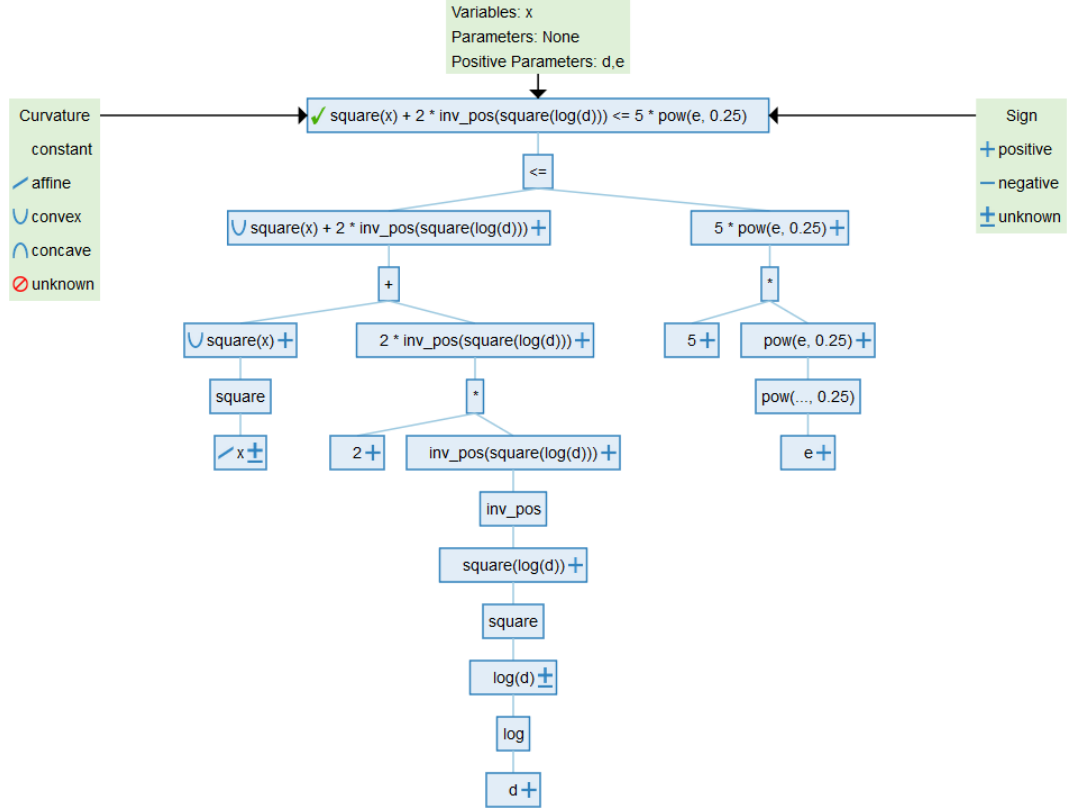 Variables: x
Parameters: None
Positive Parameters: d,e
Curvature
constant
affine
convex
concave
unknown
square(x) + 2 * inv_pos(square(log(d))) <= 5 * pow(e, 0.25)
Sign
+ positive
− negative
± unknown
<=
square(x) + 2 * inv_pos(square(log(d))) +
5 * pow(e, 0.25) +
+
*
square(x) +
2 * inv_pos(square(log(d))) +
5 +
pow(e, 0.25) +
square
*
pow(..., 0.25)
x ±
2 +
inv_pos(square(log(d))) +
e +
inv_pos
square(log(d)) +
square
log(d) ±
log
d +